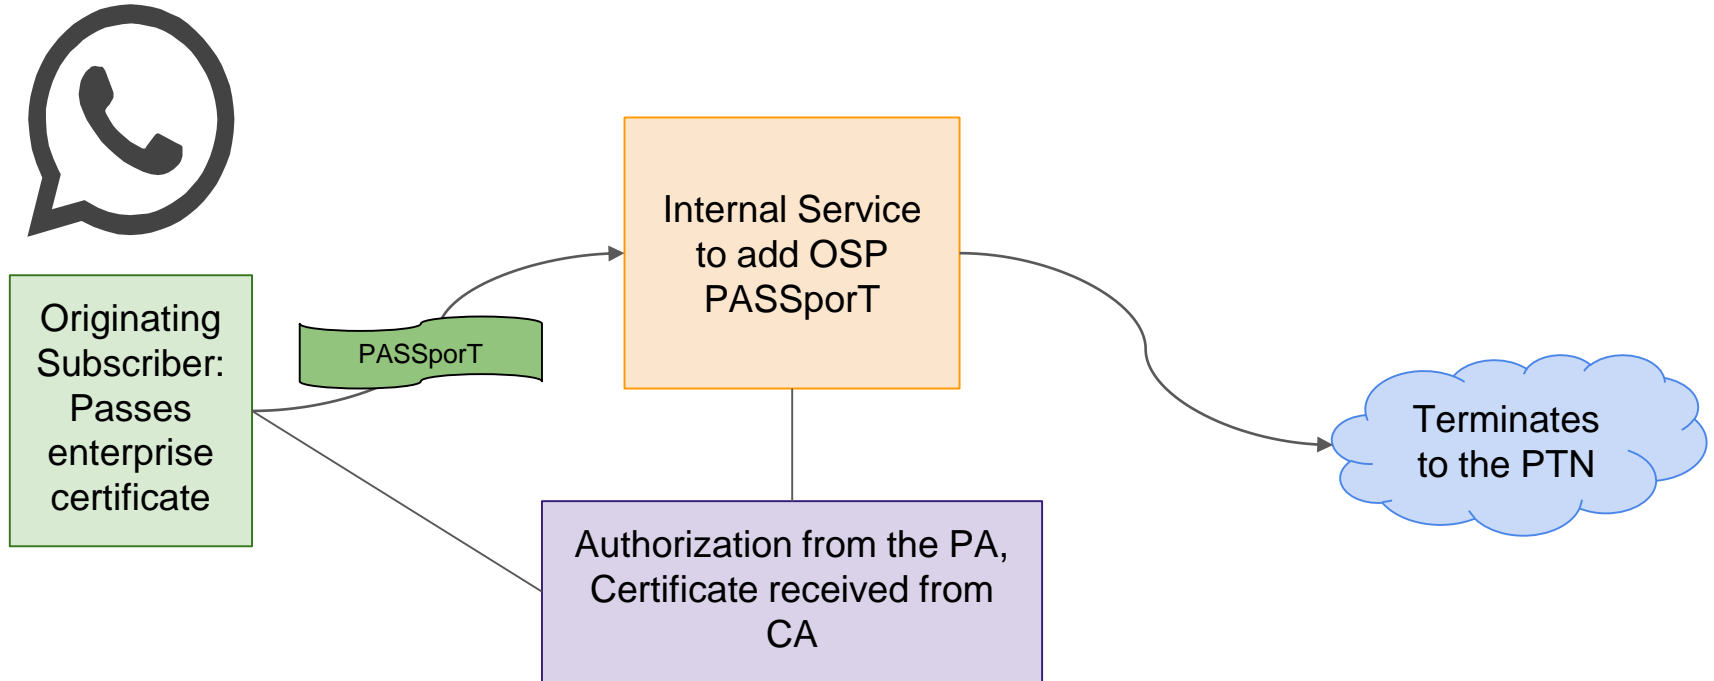 Originating
Subscriber:
Passes
enterprise
certificate
PASSporT
Internal Service
to add OSP
PASSporT
Authorization from the PA,
Certificate received from
CA
Terminates
to the PTN